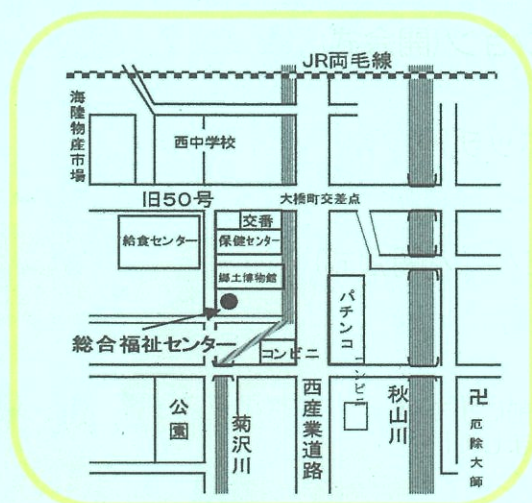 JR両毛線
海陸物産市場
西中学校
旧50号
大橋町交差点
交番
給食センター
保健センター
郷土博物館
パチンコ
総合福祉センター
コンビニ
コンビニ
公園
菊沢川
西産業道路
秋山川
卍
厄除大師